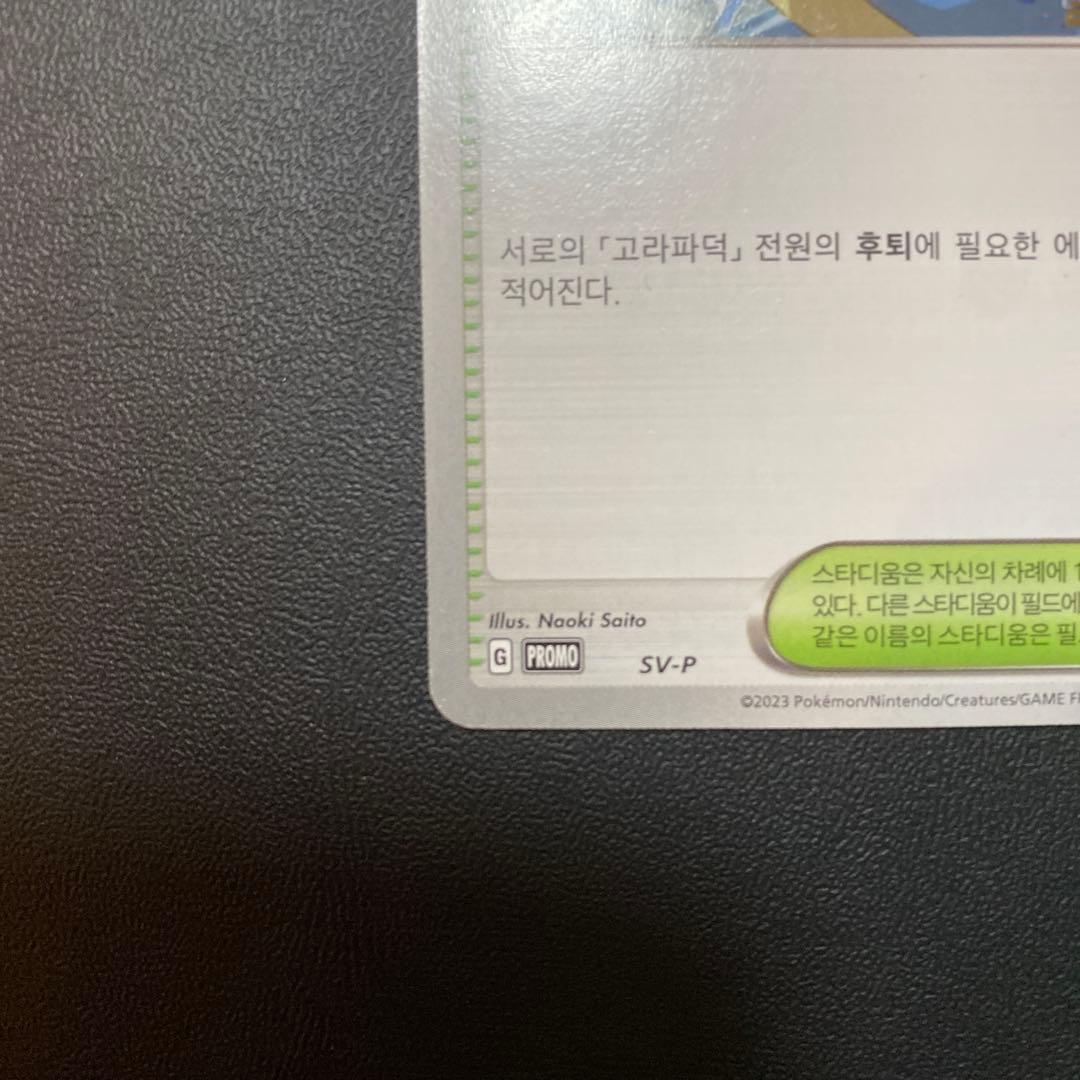 서로의 「고라파덕」 전원의 후퇴에 필요한 에
적어진다.
스타디움은 자신의 차례에 1
있다. 다른 스타디움이 필드에
같은 이름의 스타디움은 필
Illus. Naoki Saito
G PROMO SV-P
©2023 Pokémon/Nintendo/Creatures/GAME F